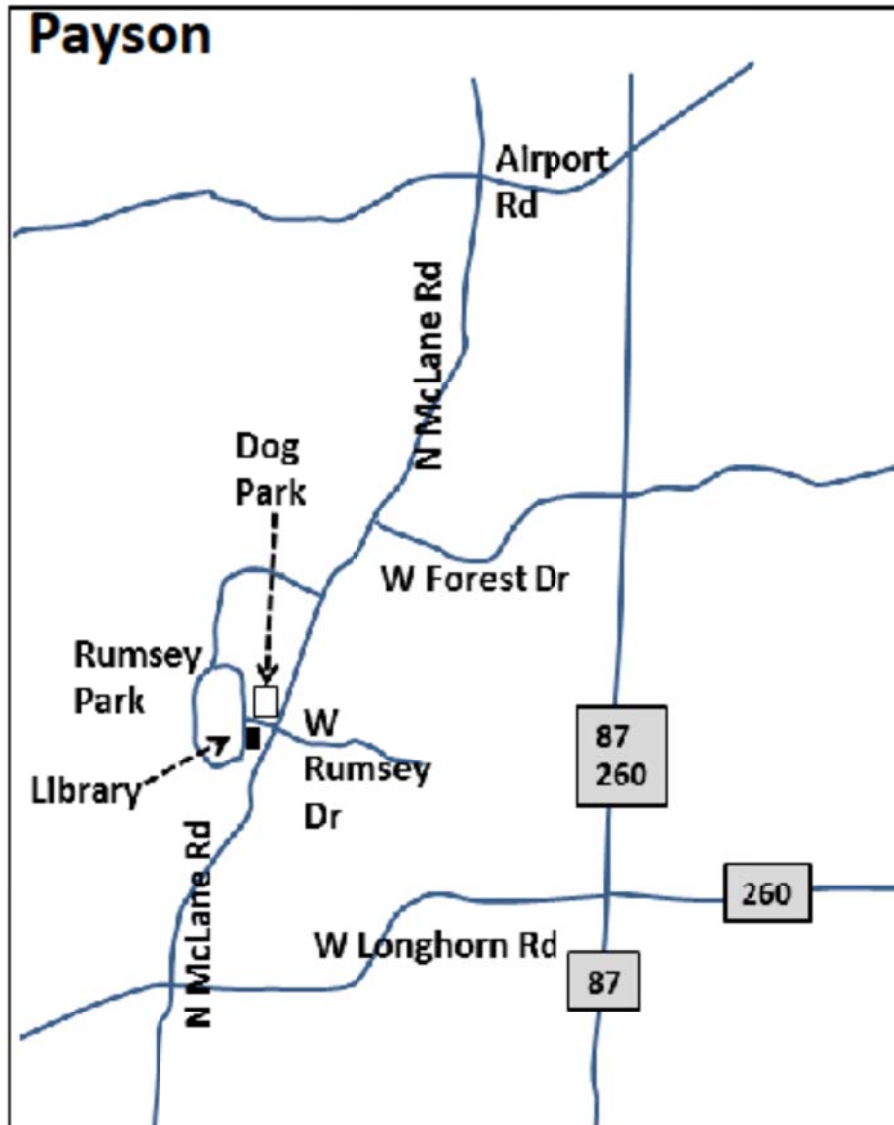 Payson
Airport
Rd
N McLane Rd
Dog
Park
W Forest Dr
Rumsey
Park
W
Rumsey
Dr
Library
87
260
N McLane Rd
260
W Longhorn Rd
87